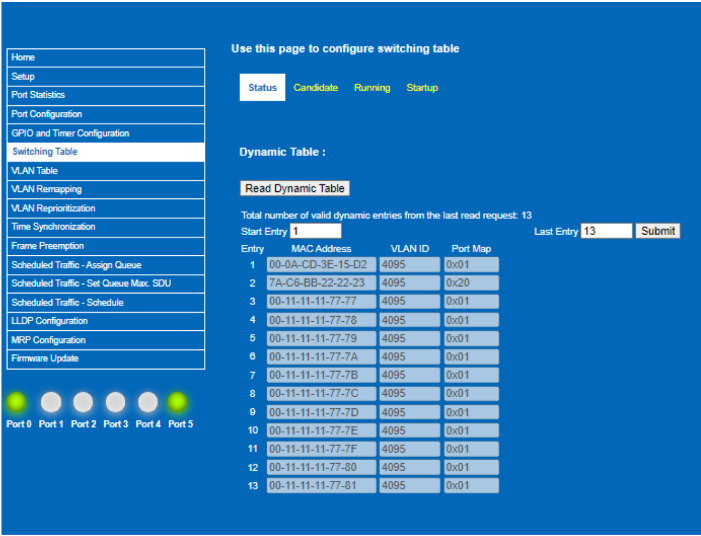 Use this page to configure switching table
Home
Setup
Port Statistics
Port Configuration
GPIO and Timer Configuration
Switching Table
VLAN Table
VLAN Remapping
VLAN Reprioritization
Time Synchronization
Frame Preemption
Scheduled Traffic - Assign Queue
Scheduled Traffic - Set Queue Max. SDU
Scheduled Traffic - Schedule
LLDP Configuration
MRP Configuration
Firmware Update
Port 0 Port 1 Port 2 Port 3 Port 4 Port 5
Status Candidate Running Startup
Dynamic Table :
Read Dynamic Table
Total number of valid dynamic entries from the last read request: 13
Start Entry 1 Last Entry 13 Submit
Entry MAC Address VLAN ID Port Map
1 00-0A-CD-3E-15-D2 4095 0x01
2 7A-C6-BB-22-22-23 4095 0x20
3 00-11-11-11-77-77 4095 0x01
4 00-11-11-11-77-78 4095 0x01
5 00-11-11-11-77-79 4095 0x01
6 00-11-11-11-77-7A 4095 0x01
7 00-11-11-11-77-7B 4095 0x01
8 00-11-11-11-77-7C 4095 0x01
9 00-11-11-11-77-7D 4095 0x01
10 00-11-11-11-77-7E 4095 0x01
11 00-11-11-11-77-7F 4095 0x01
12 00-11-11-11-77-80 4095 0x01
13 00-11-11-11-77-81 4095 0x01